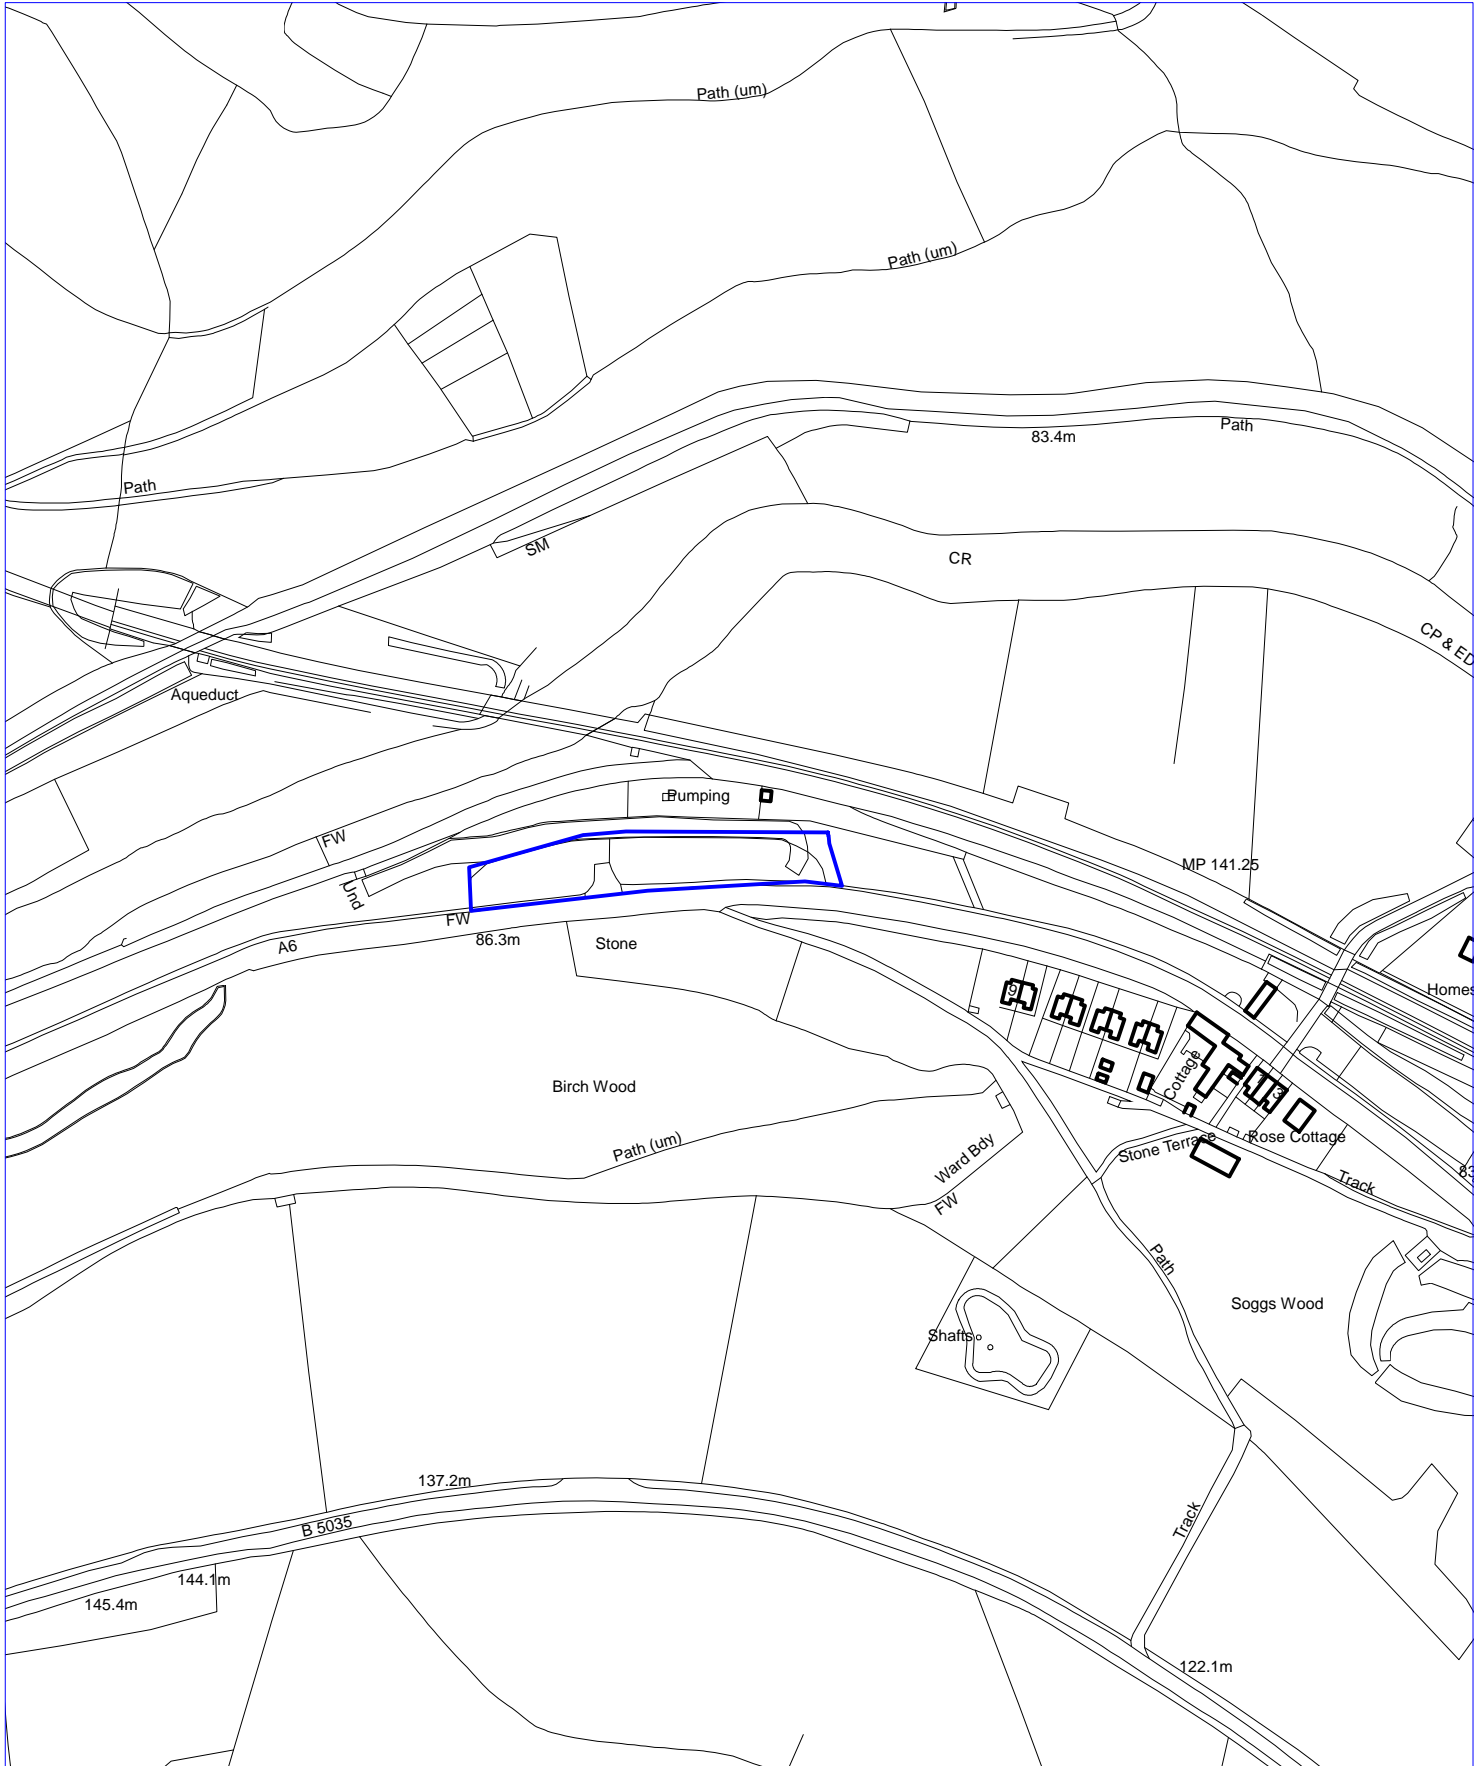 Path (um)
Path (um)
83.4m
Path
Path
SM
CR
CP & ED
Aqueduct
Pumping
FW
MP 141.25
Und
FW
86.3m
A6
Stone
9
Homes
Birch Wood
Cottage
3
Path (um)
Ward Bdy
FW
Stone Terrace
Rose Cottage
83
Track
Path
Soggs Wood
Shafts
137.2m
B 5035
Track
144.1m
145.4m
122.1m